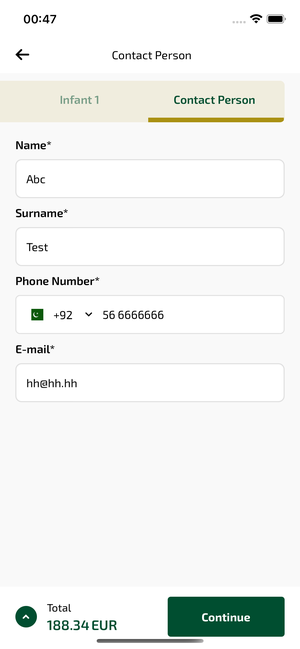 00:47
Contact Person
Infant 1
Contact Person
Name*
Abc
Surname*
Test
Phone Number*
+92 56 6666666
E-mail*
hh@hh.hh
Total
188.34 EUR
Continue